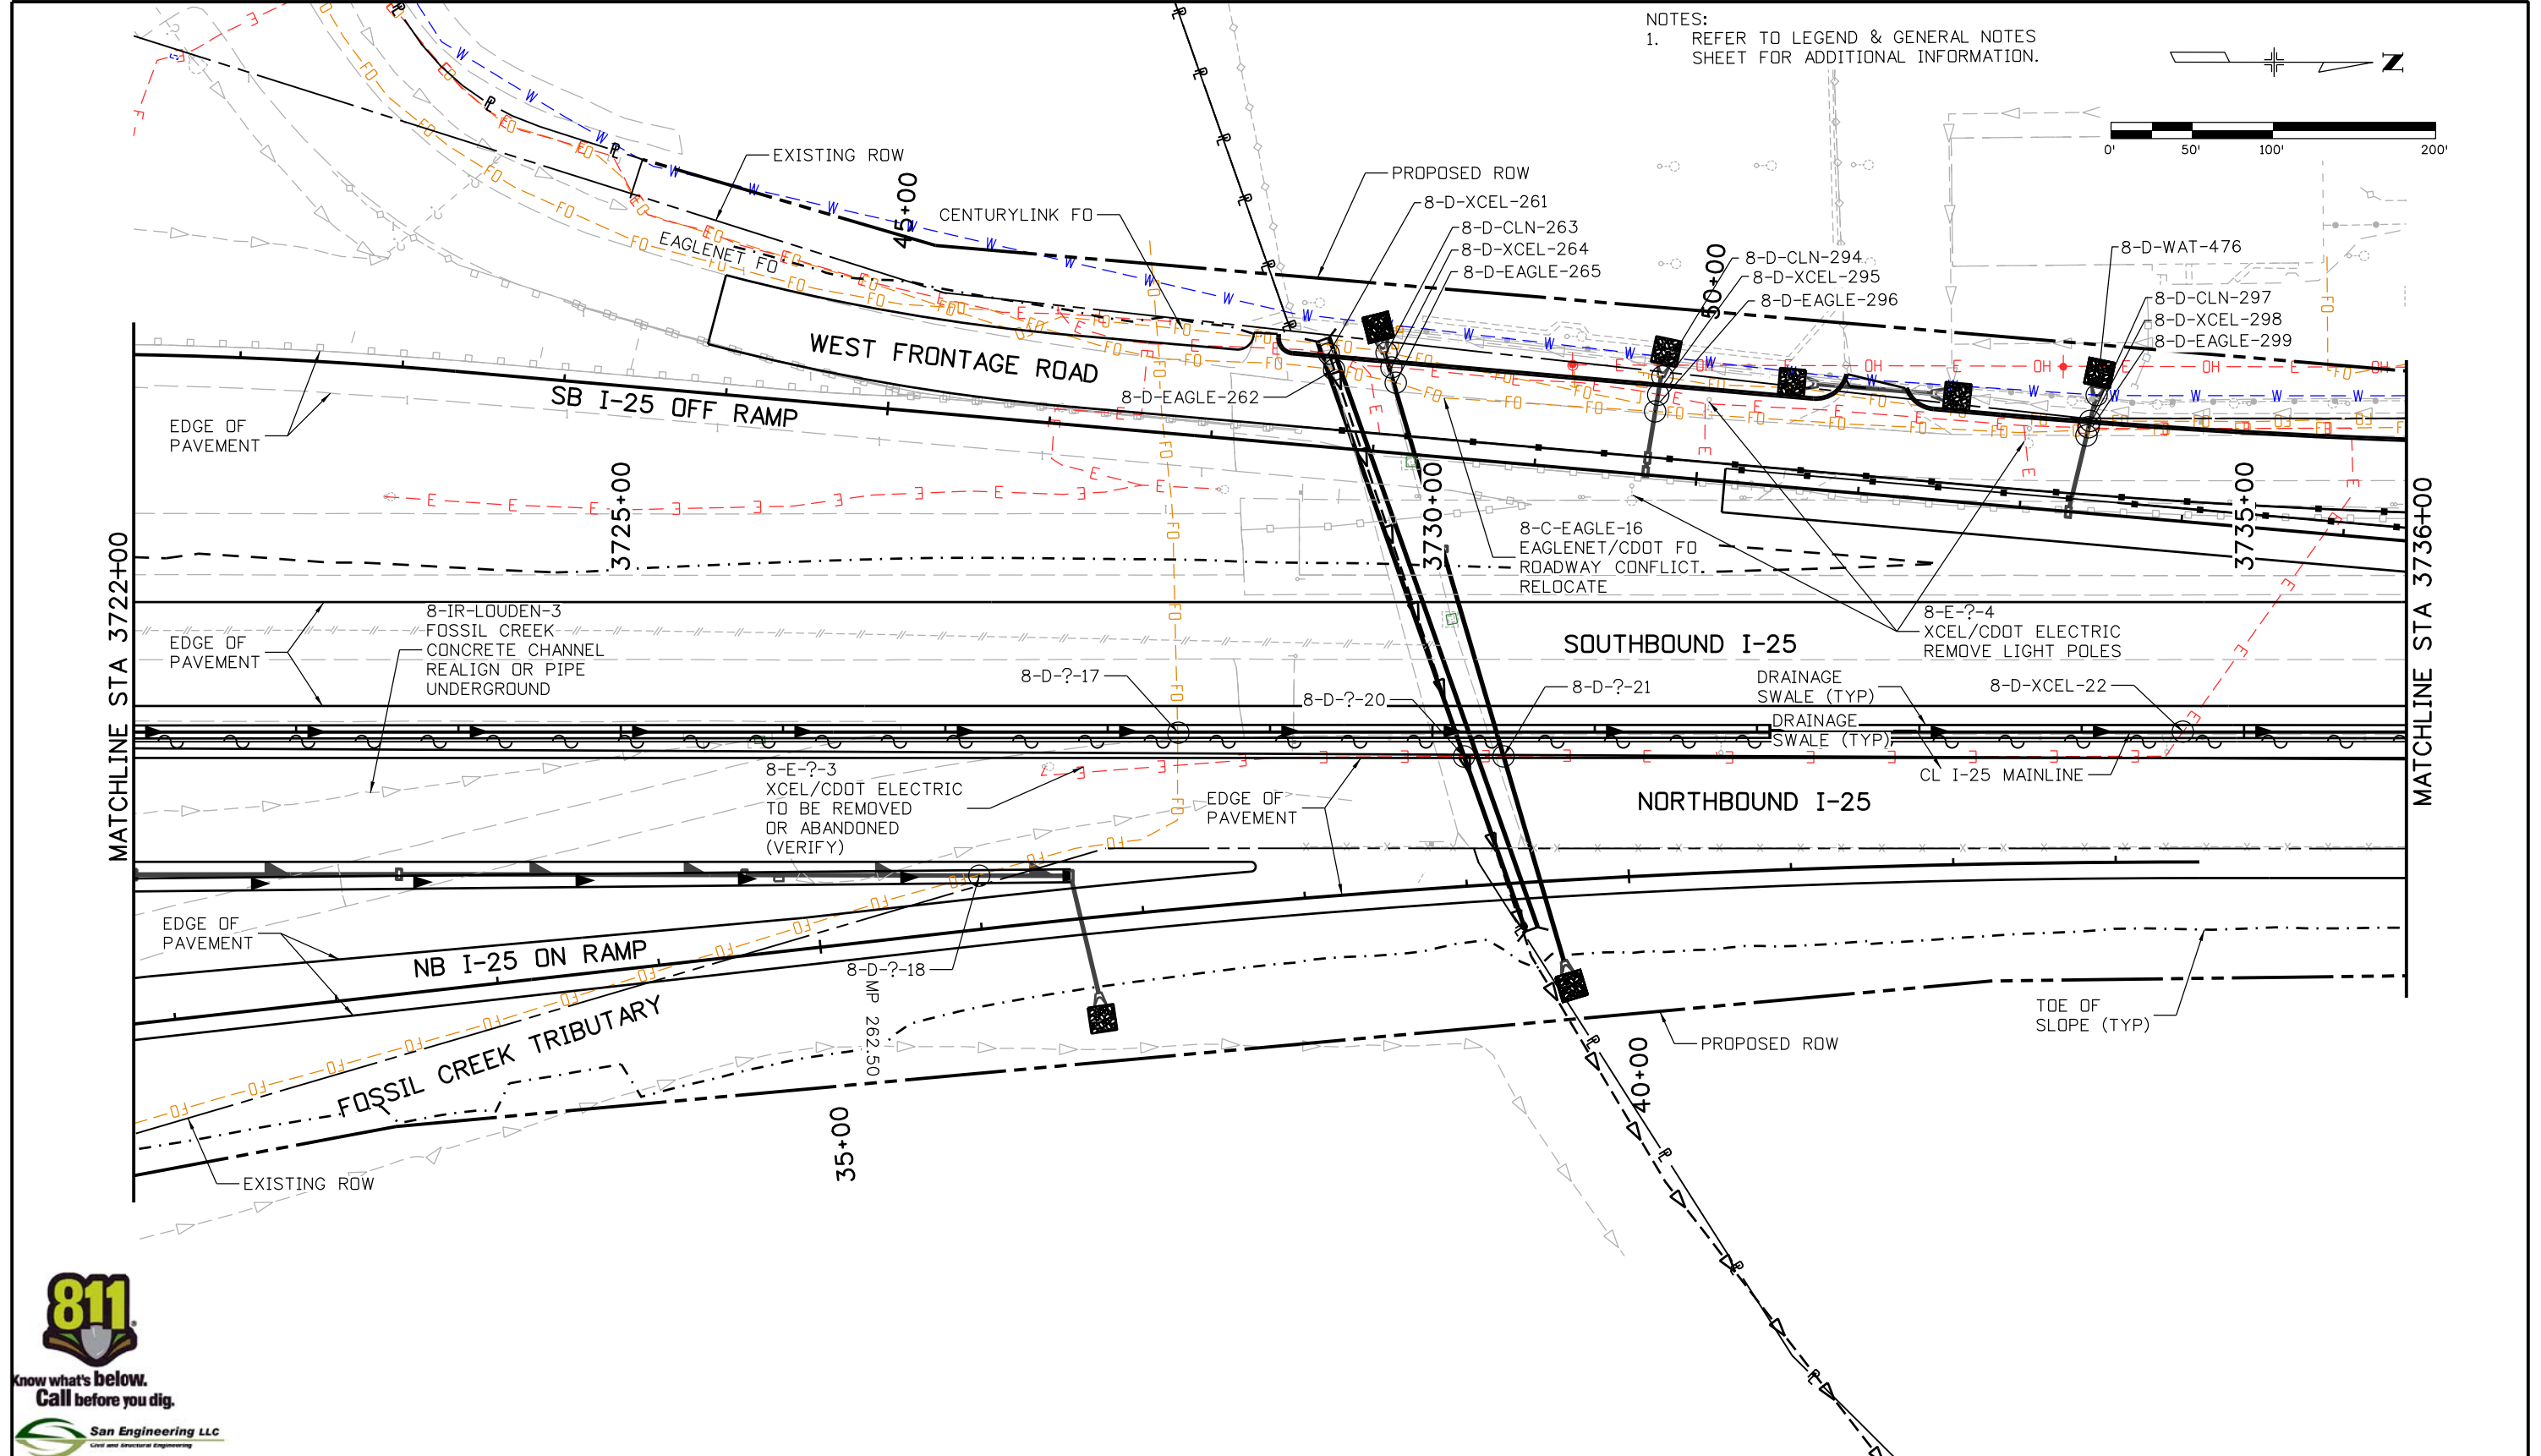 NOTES:
1. REFER TO LEGEND & GENERAL NOTES
SHEET FOR ADDITIONAL INFORMATION.
N
0' 50' 100' 200'
EXISTING ROW
PROPOSED ROW
45+00
CENTURYLINK FO
8-D-XCEL-261
8-D-CLN-263
8-D-XCEL-264
8-D-EAGLE-265
50+00
8-D-CLN-294
8-D-XCEL-295
8-D-EAGLE-296
8-D-WAT-476
8-D-CLN-297
8-D-XCEL-298
8-D-EAGLE-299
EAGLENET FO
WEST FRONTAGE ROAD
8-D-EAGLE-262
SB I-25 OFF RAMP
EDGE OF
PAVEMENT
3725+00
3730+00
3735+00
MATCHLINE STA 3722+00
MATCHLINE STA 3736+00
8-C-EAGLE-16
EAGLENET/CDOT FO
ROADWAY CONFLICT
RELOCATE
8-E-?-4
XCEL/CDOT ELECTRIC
REMOVE LIGHT POLES
8-IR-LOUDEN-3
FOSSIL CREEK
CONCRETE CHANNEL
REALIGN OR PIPE
UNDERGROUND
EDGE OF
PAVEMENT
SOUTHBOUND I-25
8-D-?-17
8-D-?-20
8-D-?-21
DRAINAGE
SWALE (TYP)
8-D-XCEL-22
DRAINAGE
SWALE (TYP)
CL I-25 MAINLINE
8-E-?-3
XCEL/CDOT ELECTRIC
TO BE REMOVED
OR ABANDONED
(VERIFY)
EDGE OF
PAVEMENT
NORTHBOUND I-25
EDGE OF
PAVEMENT
NB I-25 ON RAMP
8-D-?-18
MP 262.50
FOSSIL CREEK TRIBUTARY
TOE OF
SLOPE (TYP)
PROPOSED ROW
35+00
40+00
EXISTING ROW
811
Know what's below.
Call before you dig.
San Engineering LLC
Civil and Structural Engineering